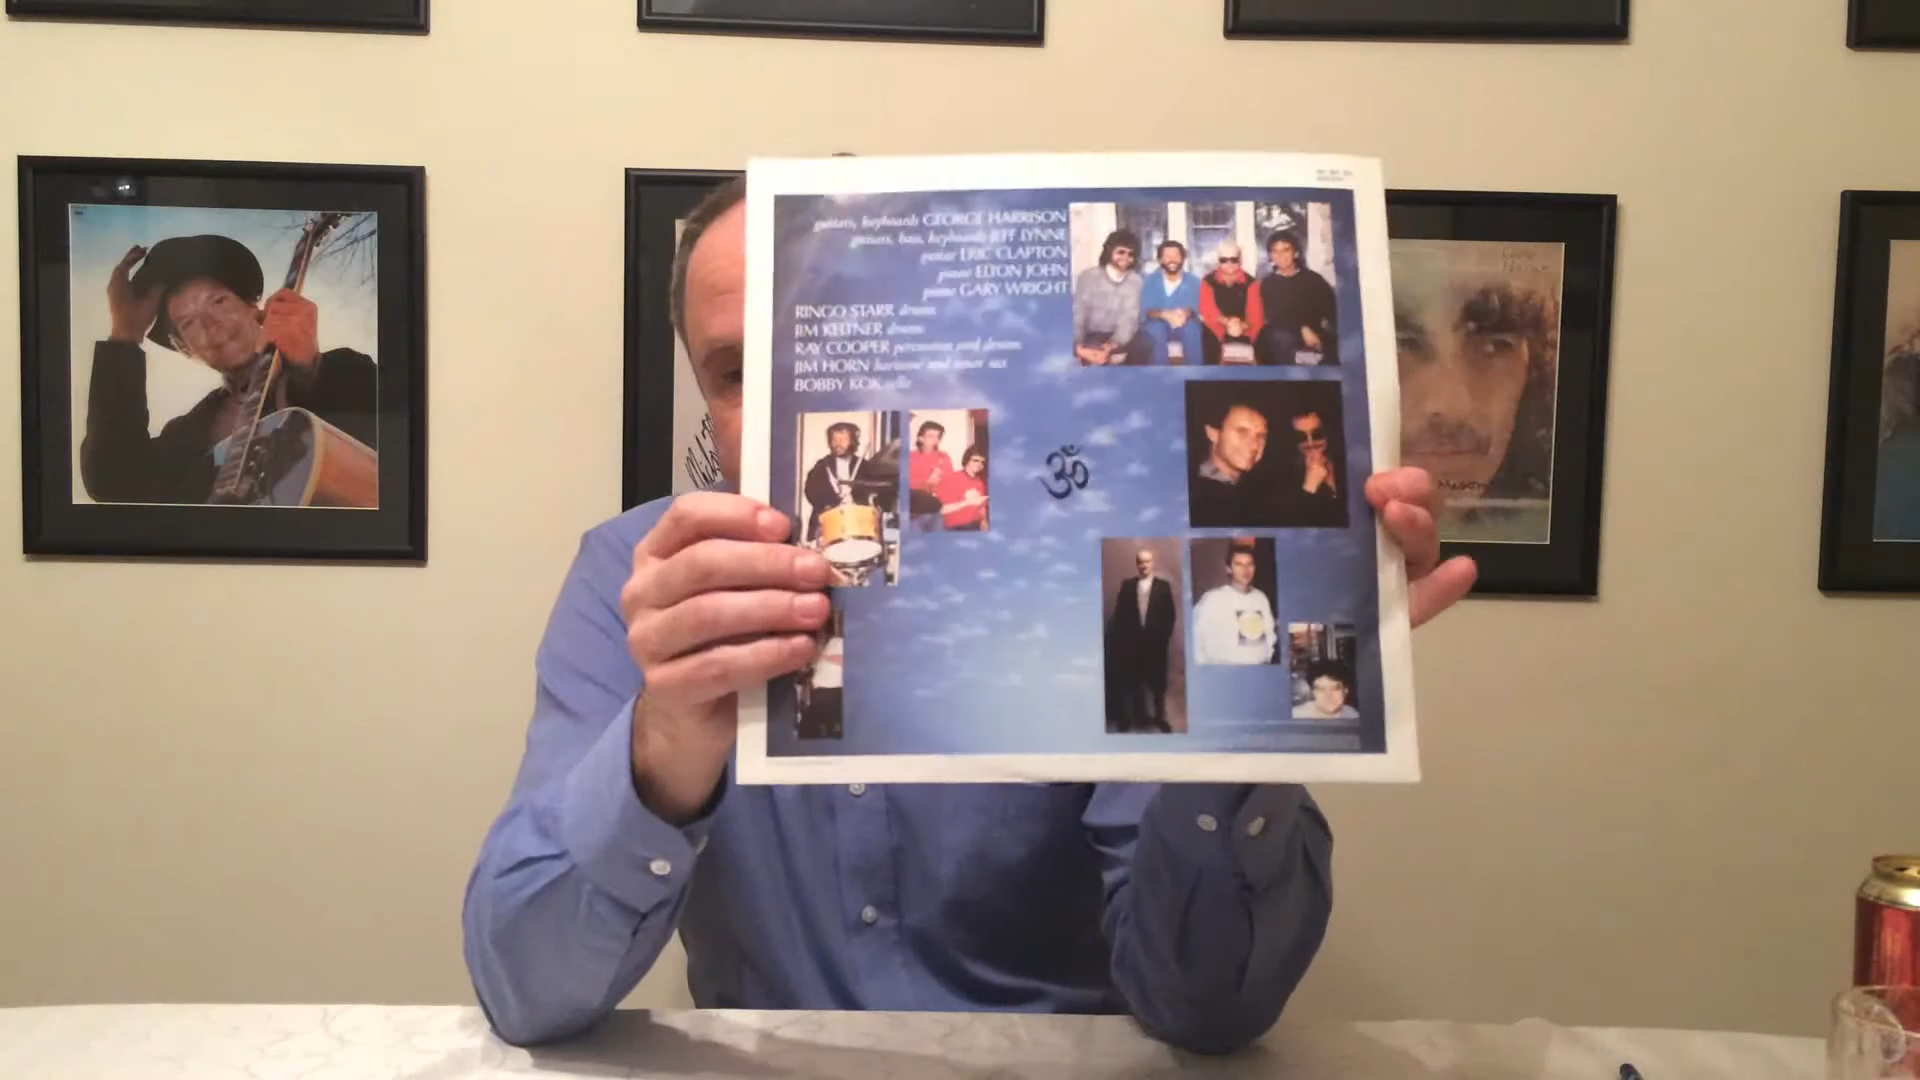 guitars, keyboards GEORGE HARRISON
guitars, bass, keyboards JEFF LYNNE
guitar ERIC CLAPTON
piano ELTON JOHN
piano GARY WRIGHT
RINGO STARR drums
JIM KELTNER drums
RAY COOPER percussion and drums
JIM HORN baritone and tenor sax
BOBBY KOK cello
ॐ